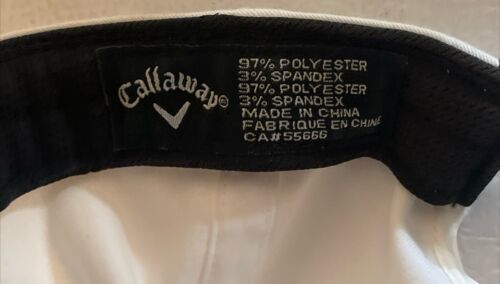 Callaway©
97% POLYESTER
3% SPANDEX
97% POLYESTER
3% SPANDEX
MADE IN CHINA
FABRIQUE EN CHINE
CA#55666